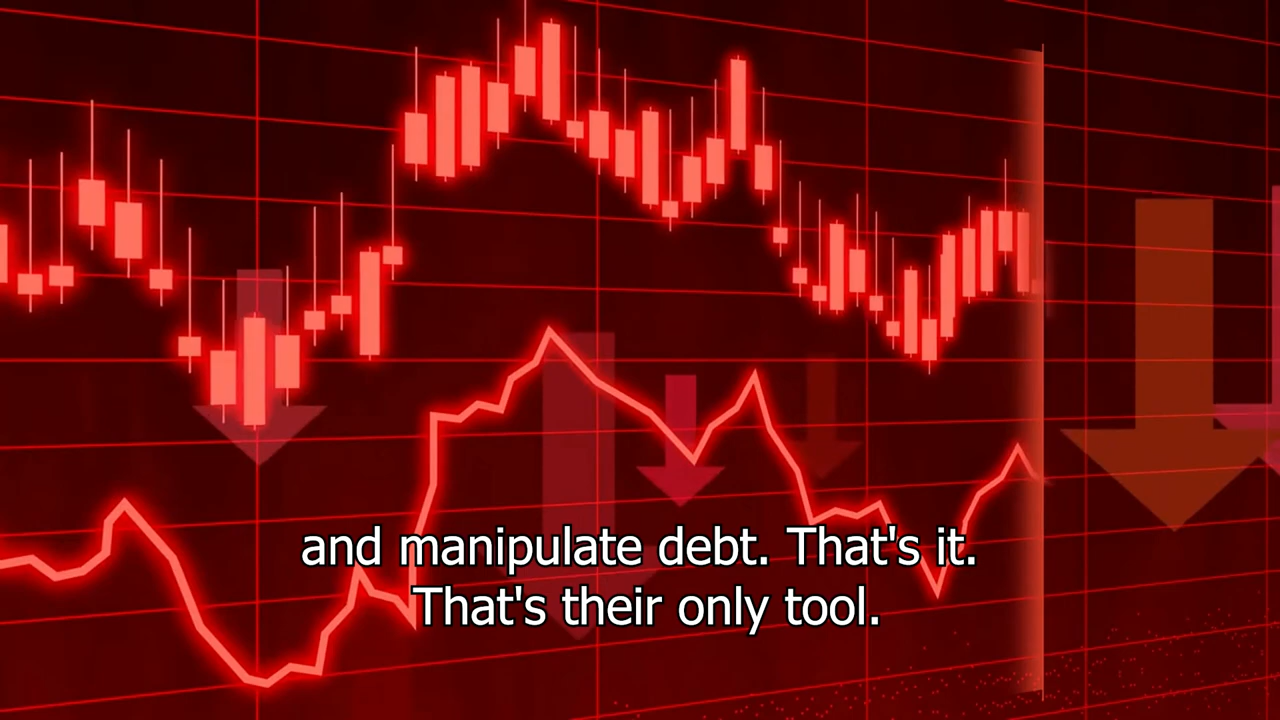 and manipulate debt. That's it.
That's their only tool.